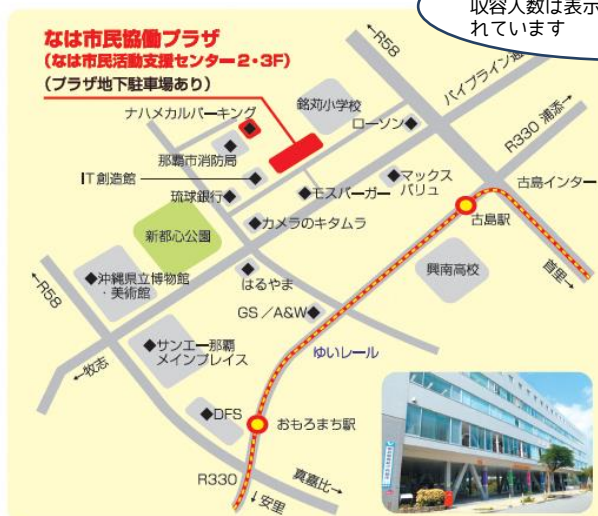 収容人数は表示
れています
なは市民協働プラザ
(なは市民活動支援センター2・3F)
(プラザ地下駐車場あり)
←R58
パイプライン通
銘苅小学校
ナハメカルパーキング
ローソン◆
R330 浦添→
那覇市消防局
IT創造館
◆マックス
バリュ
古島インター
琉球銀行◆
◆モスバーガー
古島駅
◆カメラのキタムラ
新都心公園
興南高校
首里→
◆沖縄県立博物館
・美術館
はるやま
←R58
GS/A&W◆
◆サンエー那覇
メインプレイス
ゆいレール
←牧志
◆DFS
おもろまち駅
R330
真嘉比→
↓安里